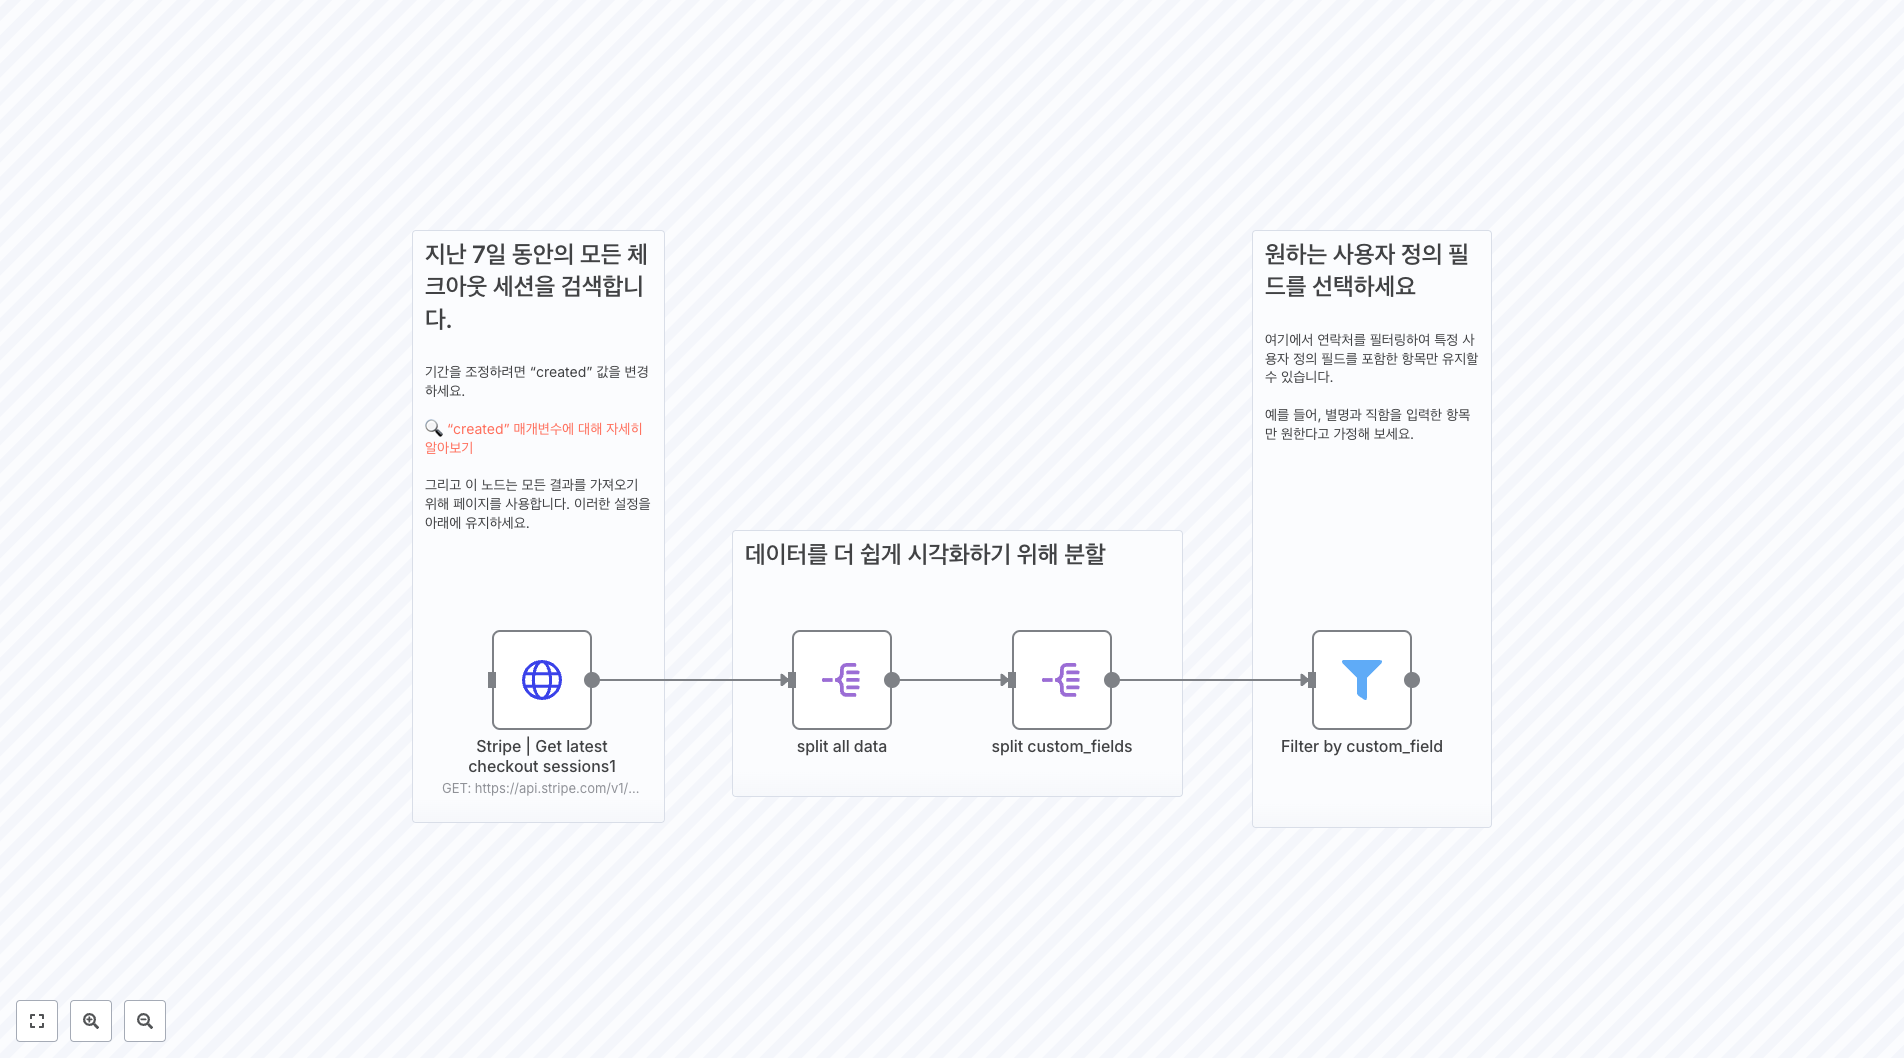 지난 7일 동안의 모든 체
크아웃 세션을 검색합니
다.
기간을 조정하려면 “created” 값을 변경
하세요.
🔍 “created” 매개변수에 대해 자세히
알아보기
그리고 이 노드는 모든 결과를 가져오기
위해 페이지를 사용합니다. 이러한 설정을
아래에 유지하세요.
Stripe | Get latest
checkout sessions1
GET: https://api.stripe.com/v1/...
데이터를 더 쉽게 시각화하기 위해 분할
split all data
split custom_fields
원하는 사용자 정의 필
드를 선택하세요
여기에서 연락처를 필터링하여 특정 사
용자 정의 필드를 포함한 항목만 유지할
수 있습니다.
예를 들어, 별명과 직함을 입력한 항목
만 원한다고 가정해 보세요.
Filter by custom_field